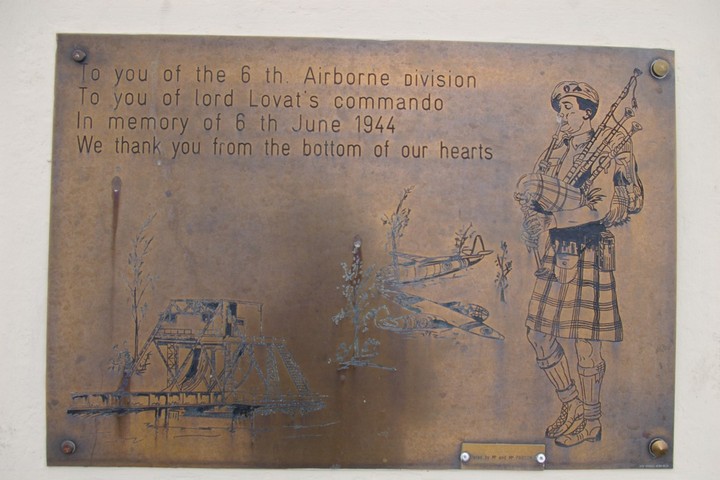 To you of the 6 th. Airborne Division
To you of lord Lovat's commando
In memory of 6 th June 1944
We thank you from the bottom of our hearts